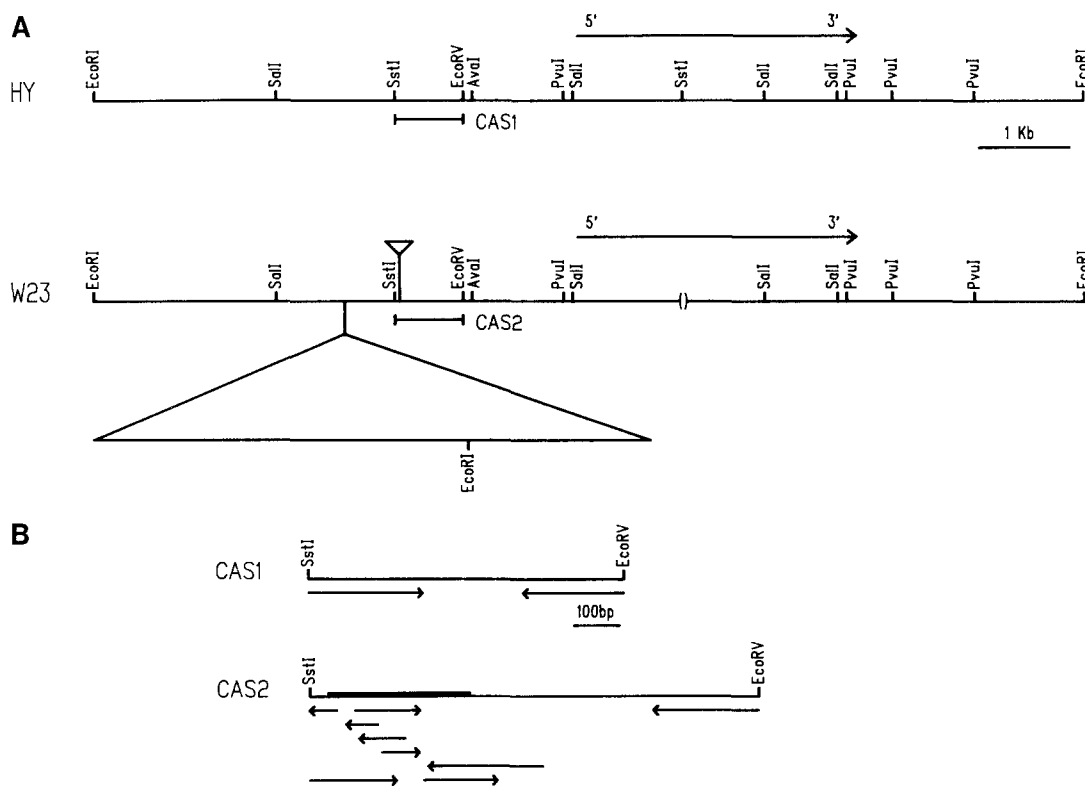 A
5' 3'
HY
EcoRI SalI SstI EcoRV AvaI PvuI SalI SstI SalI SalI PvuI PvuI PvuI EcoRI
CAS1
1 Kb
5' 3'
W23
EcoRI SalI SstI EcoRV AvaI PvuI SalI SalI SalI PvuI PvuI PvuI EcoRI
CAS2
EcoRI
B
CAS1
SstI EcoRV
100bp
CAS2
SstI EcoRV